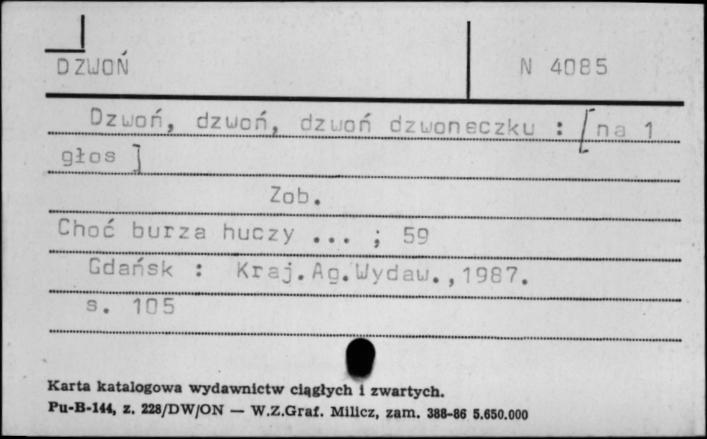 DZWOŃ
N 4085
Dzwoń, dzwoń, dzwoń dzwoneczku : [na 1
głos ]
Zob.
Choć burza huczy ... ; 59
Gdańsk : Kraj.Ag.Wydaw.,1987.
s. 105
Karta katalogowa wydawnictw ciągłych i zwartych.
Pu-B-144, z. 228/DW/ON — W.Z.Graf. Milicz, zam. 388-86 5.650.000